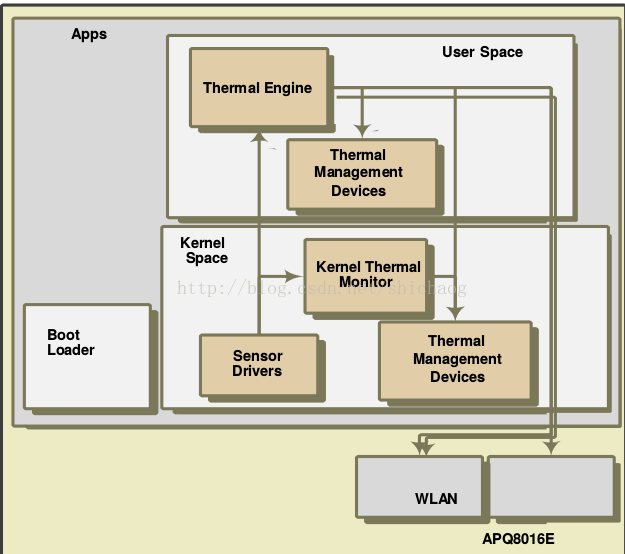 Apps
User Space
Thermal Engine
Thermal
Management
Devices
Kernel
Space
Kernel Thermal
Monitor
http://blog.csdn.net/shichaog
Boot
Loader
Sensor
Drivers
Thermal
Management
Devices
WLAN
APQ8016E